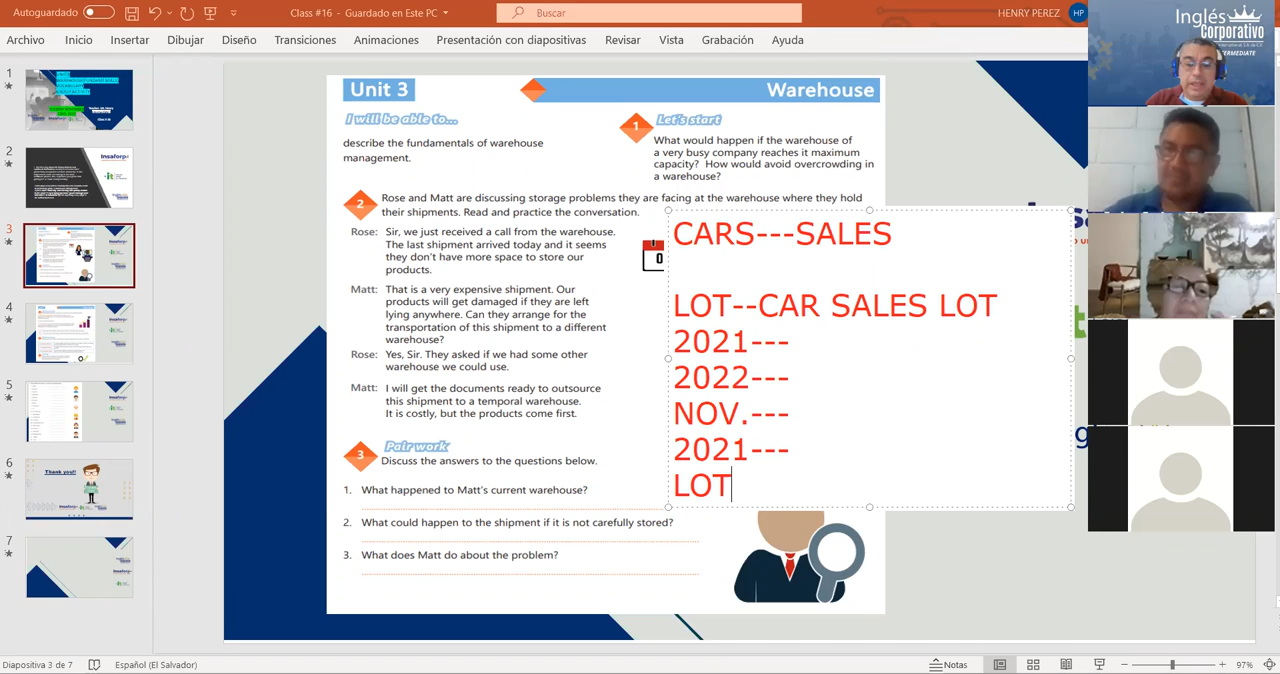 Autoguardado
Class #16 - Guardado en Este PC
Buscar
HENRY PEREZ
HP
Archivo
Inicio
Insertar
Dibujar
Diseño
Transiciones
Animaciones
Presentación con diapositivas
Revisar
Vista
Grabación
Ayuda
Inglés
Corporativo
1
2
3
4
5
6
7
Thank you!
Unit 3
Warehouse
I will be able to...
describe the fundamentals of warehouse
management.
1
Let's start
What would happen if the warehouse of
a very busy company reaches it maximum
capacity? How would avoid overcrowding in
a warehouse?
2
Rose and Matt are discussing storage problems they are facing at the warehouse where they hold
their shipments. Read and practice the conversation.
Rose: Sir, we just received a call from the warehouse.
The last shipment arrived today and it seems
they don't have more space to store our
products.
Matt: That is a very expensive shipment. Our
products will get damaged if they are left
lying anywhere. Can they arrange for the
transportation of this shipment to a different
warehouse?
Rose: Yes, Sir. They asked if we had some other
warehouse we could use.
Matt: I will get the documents ready to outsource
this shipment to a temporal warehouse.
It is costly, but the products come first.
3
Pair work
Discuss the answers to the questions below.
1. What happened to Matt's current warehouse?
2. What could happen to the shipment if it is not carefully stored?
3. What does Matt do about the problem?
CARS---SALES
LOT--CAR SALES LOT
2021---
2022---
NOV.---
2021---
LOT
Diapositiva 3 de 7
Español (El Salvador)
Notas
97%